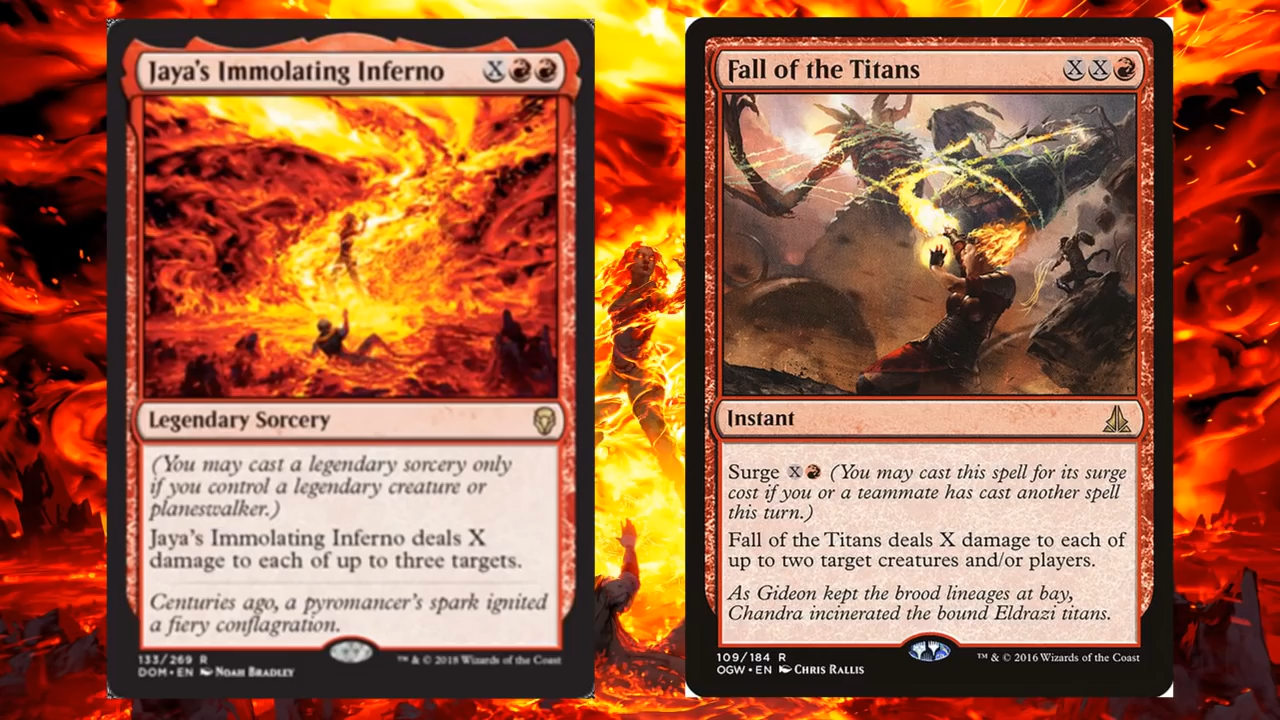 Jaya's Immolating Inferno X
Legendary Sorcery
(You may cast a legendary sorcery only
if you control a legendary creature or
planeswalker.)
Jaya's Immolating Inferno deals X
damage to each of up to three targets.
Centuries ago, a pyromancer's spark ignited
a fiery conflagration.
133/269 R
DOM • EN Noah Bradley
™ & © 2018 Wizards of the Coast
Fall of the Titans X X
Instant
Surge X (You may cast this spell for its surge
cost if you or a teammate has cast another spell
this turn.)
Fall of the Titans deals X damage to each of
up to two target creatures and/or players.
As Gideon kept the brood lineages at bay,
Chandra incinerated the bound Eldrazi titans.
109/184 R
OGW • EN Chris Rallis
™ & © 2016 Wizards of the Coast